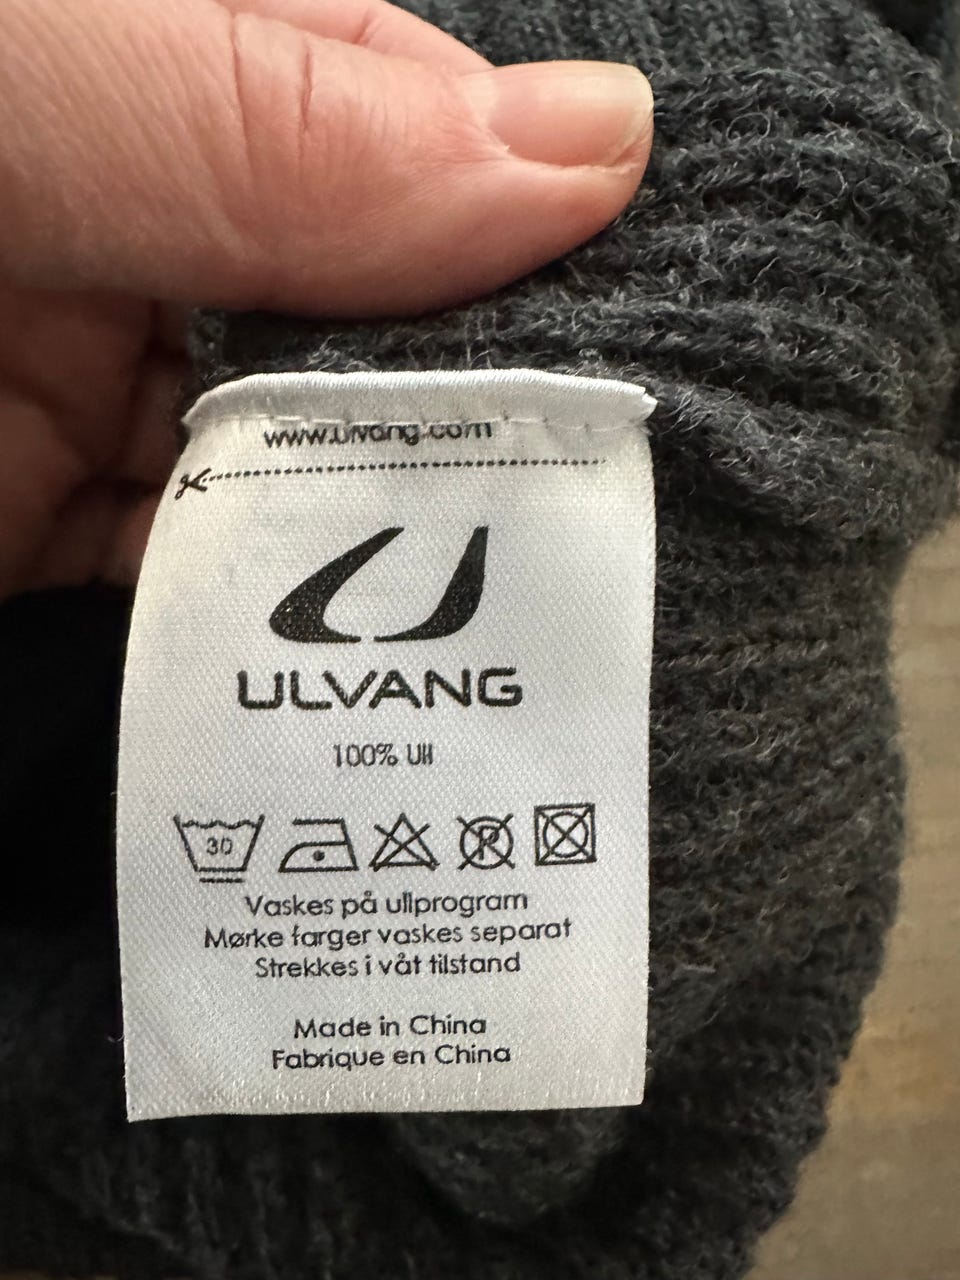 www.ulvang.com
ULVANG
100% Ull
30
P
Vaskes på ullprogram
Mørke farger vaskes separat
Strekkes i våt tilstand
Made in China
Fabrique en China